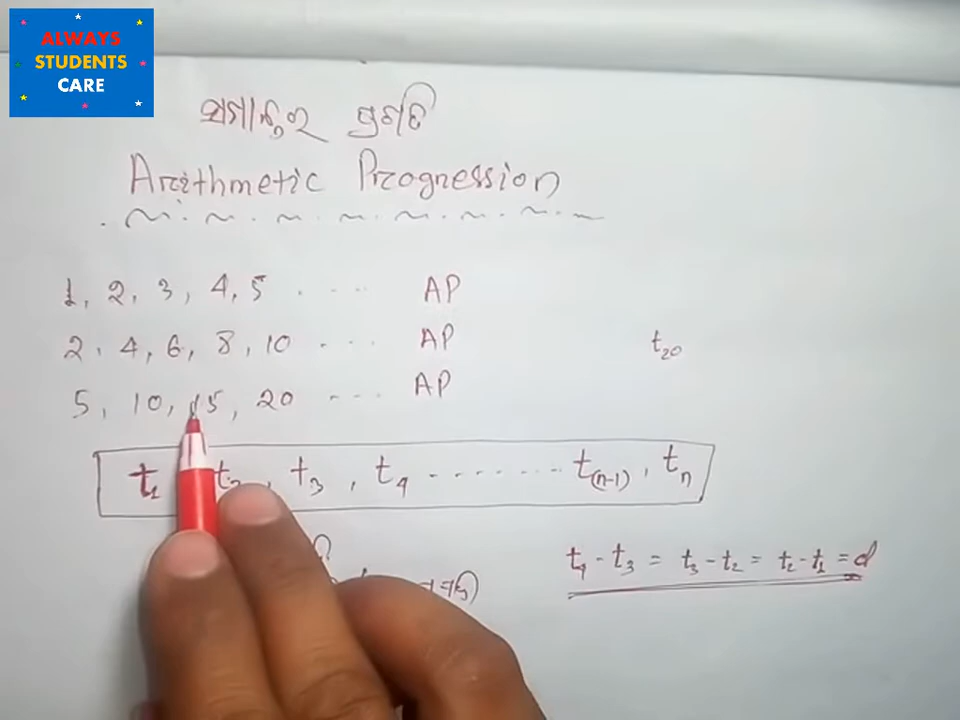 ALWAYS
STUDENTS
CARE
ସମାନ୍ତର ପ୍ରଗତି
Arithmetic Progression
1, 2, 3, 4, 5 . . . . AP
2, 4, 6, 8, 10 . . . . AP
t₂₀
5, 10, 15, 20 . . . . AP
t₁ t₂, t₃, t₄ - - - - - - - - t₍ₙ₋₁₎, tₙ
t₄ - t₃ = t₃ - t₂ = t₂ - t₁ = d